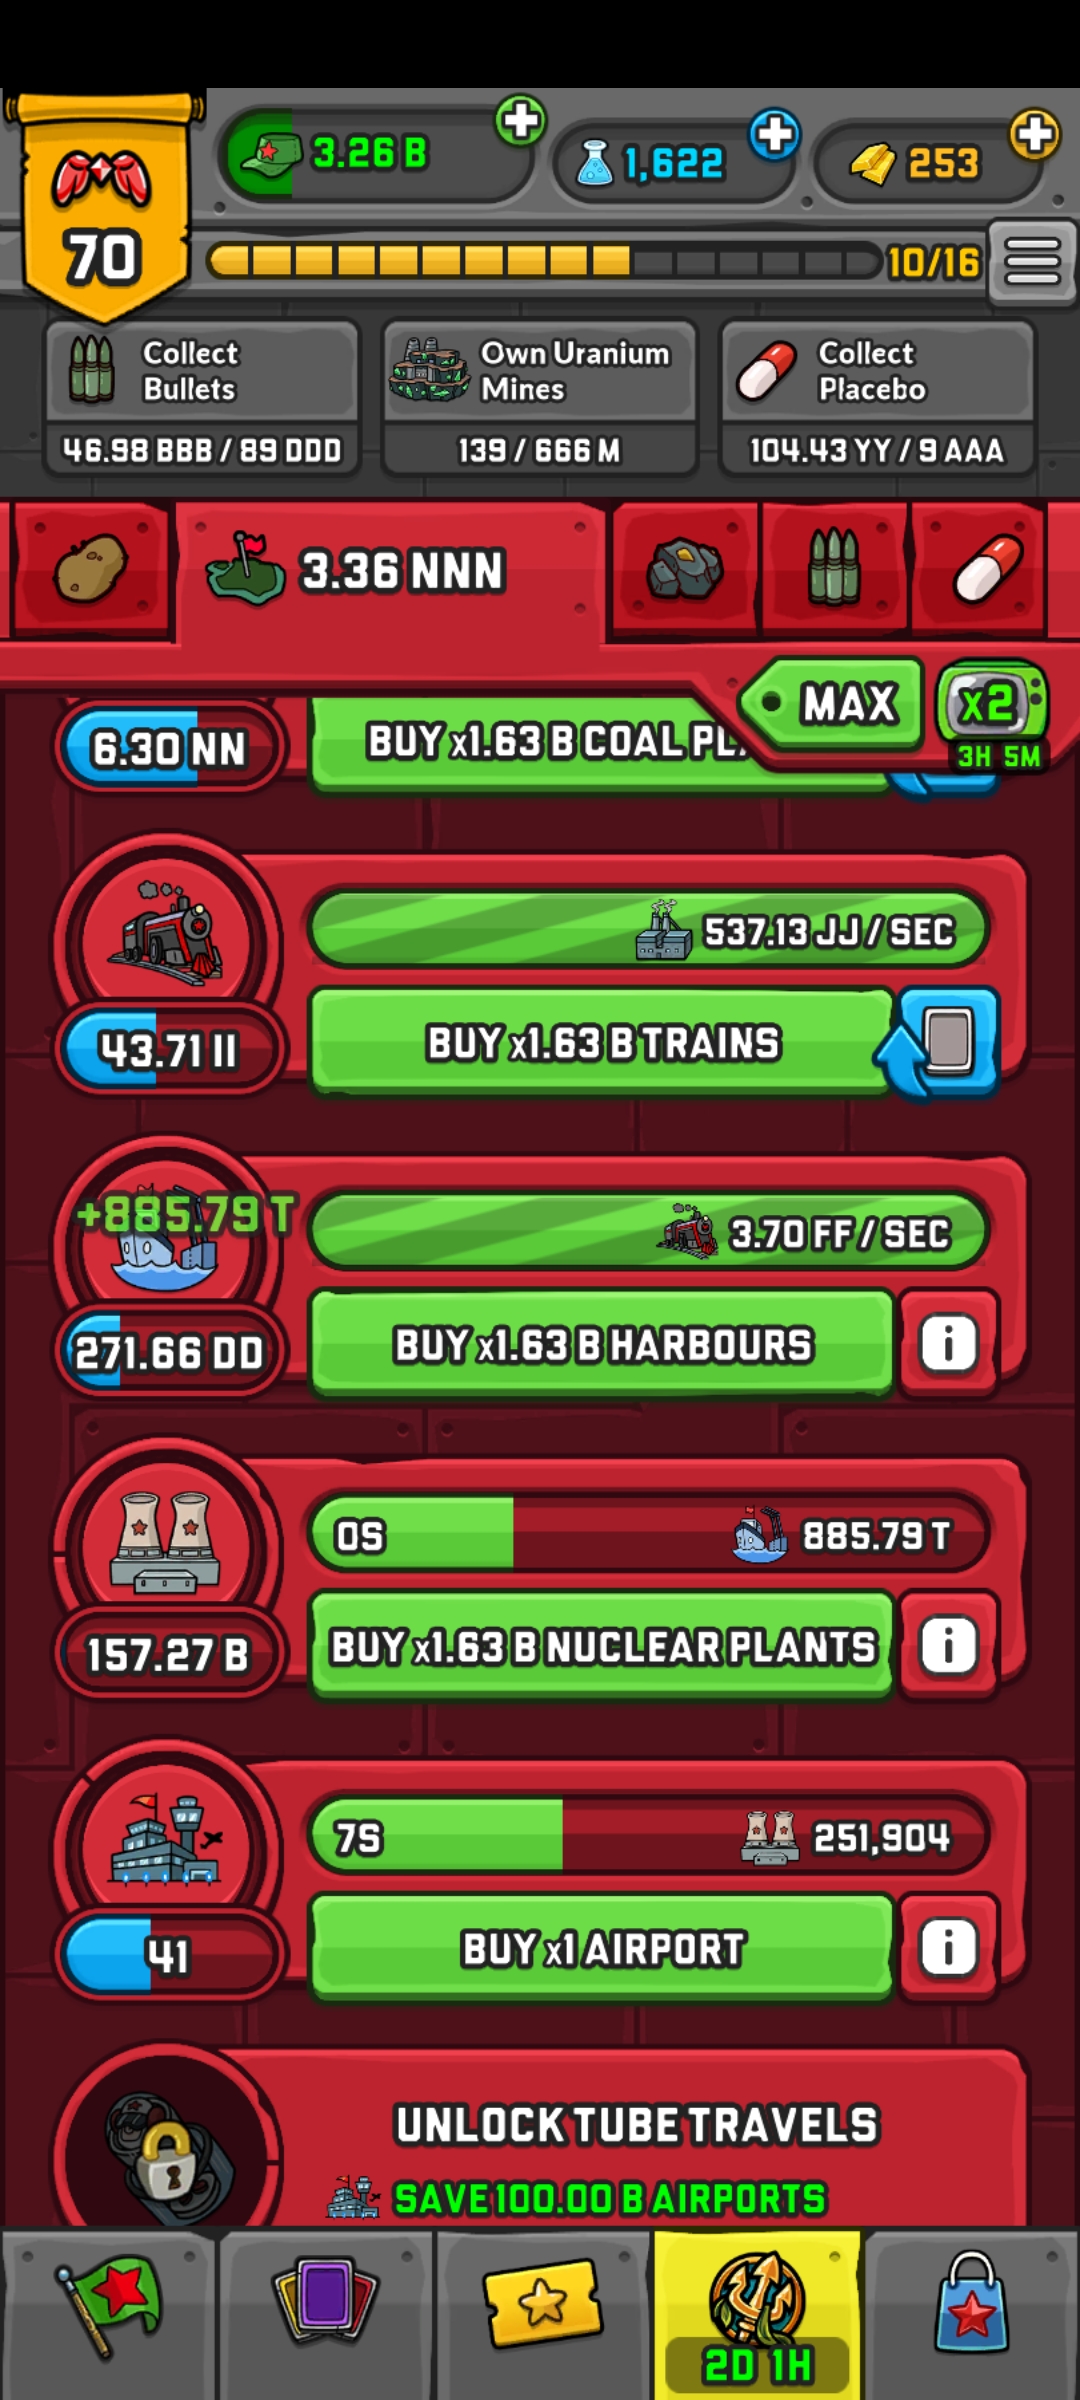 3.26 B
1,622
253
70
10/16
Collect
Bullets
46.98 BBB / 89 DDD
Own Uranium
Mines
139 / 666 M
Collect
Placebo
104.43 YY / 9 AAA
3.36 NNN
MAX
x2
3H 5M
6.30 NN
BUY x1.63 B COAL PL
537.13 JJ / SEC
43.71 II
BUY x1.63 B TRAINS
+885.79 T
3.70 FF / SEC
271.66 DD
BUY x1.63 B HARBOURS
i
0S
885.79 T
157.27 B
BUY x1.63 B NUCLEAR PLANTS
i
7S
251,904
41
BUY x1 AIRPORT
i
UNLOCK TUBE TRAVELS
SAVE 100.00 B AIRPORTS
2D 1H